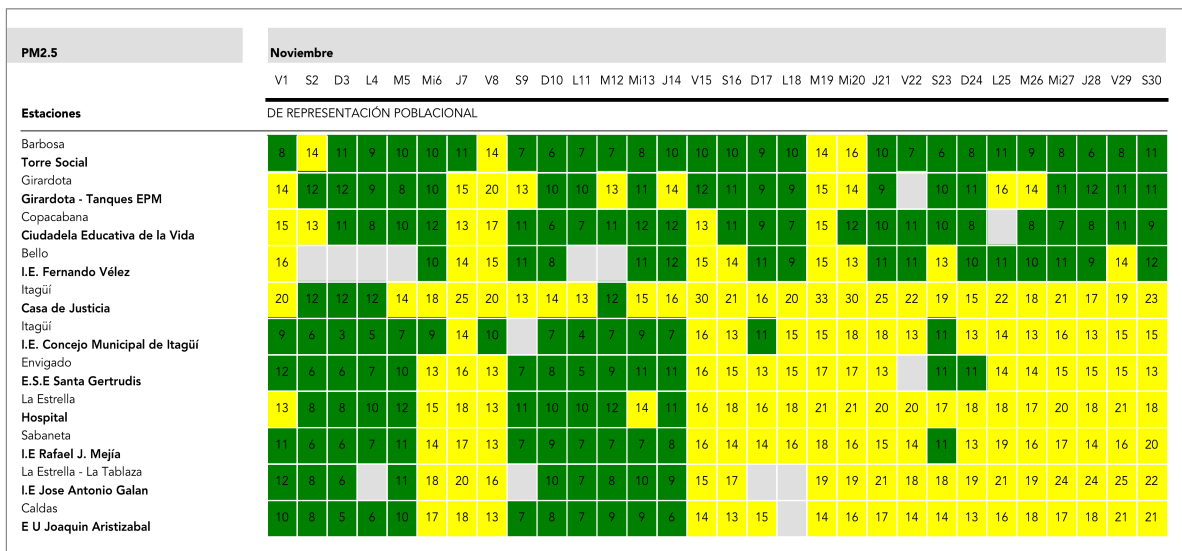 PM2.5 Noviembre
V1 S2 D3 L4 M5 Mi6 J7 V8 S9 D10 L11 M12 Mi13 J14 V15 S16 D17 L18 M19 Mi20 J21 V22 S23 D24 L25 M26 Mi27 J28 V29 S30
Estaciones DE REPRESENTACIÓN POBLACIONAL
Barbosa
Torre Social 8 14 11 9 10 10 11 14 7 6 7 7 8 10 10 10 9 10 14 16 10 7 6 8 11 9 8 6 8 11
Girardota
Girardota - Tanques EPM 14 12 12 9 8 10 15 20 13 10 10 13 11 14 12 11 9 9 15 14 9 10 11 16 14 11 12 11 11
Copacabana
Ciudadela Educativa de la Vida 15 13 11 8 10 12 13 17 11 6 7 11 12 12 13 11 9 7 15 12 10 11 10 8 8 7 8 11 9
Bello
I.E. Fernando Vélez 16 10 14 15 11 8 11 12 15 14 11 9 15 13 11 11 13 10 11 10 11 9 14 12
Itagüí
Casa de Justicia 20 12 12 12 14 18 25 20 13 14 13 12 15 16 30 21 16 20 33 30 25 22 19 15 22 18 21 17 19 23
Itagüí
I.E. Concejo Municipal de Itagüí 9 6 3 5 7 9 14 10 7 4 7 9 7 16 13 11 15 15 18 18 13 11 13 14 13 16 13 15 15
Envigado
E.S.E Santa Gertrudis 12 6 6 7 10 13 16 13 7 8 5 9 11 11 16 15 13 15 17 17 13 11 11 14 14 15 15 15 13
La Estrella
Hospital 13 8 8 10 12 15 18 13 11 10 10 12 14 11 16 18 16 18 21 21 20 20 17 18 18 17 20 18 21 18
Sabaneta
I.E Rafael J. Mejía 11 6 6 7 11 14 17 13 7 9 7 7 7 8 16 14 14 16 18 16 15 14 11 13 19 16 17 14 16 20
La Estrella - La Tablaza
I.E Jose Antonio Galan 12 8 6 11 18 20 16 10 7 8 10 9 15 17 19 19 21 18 18 19 21 19 24 24 25 22
Caldas
E U Joaquin Aristizabal 10 8 5 6 10 17 18 13 7 8 7 9 9 6 14 13 15 14 16 17 14 14 13 16 18 17 18 21 21